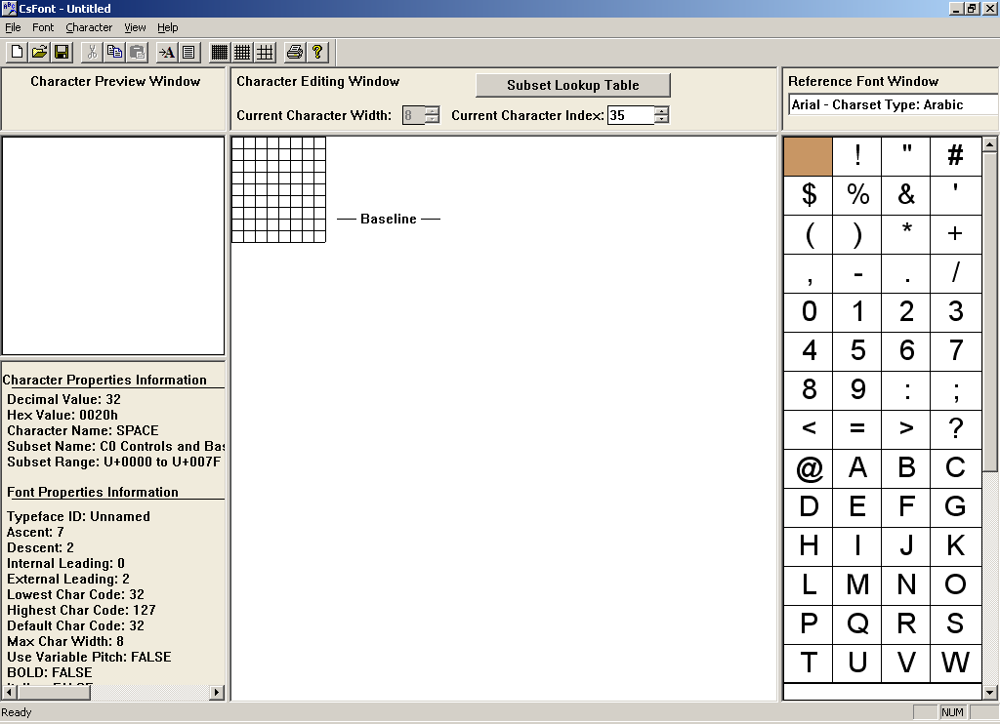 CsFont - Untitled
File Font Character View Help
Character Preview Window
Character Editing Window
Subset Lookup Table
Current Character Width: 8
Current Character Index: 35
Reference Font Window
Arial - Charset Type: Arabic
Baseline
Character Properties Information
Decimal Value: 32
Hex Value: 0020h
Character Name: SPACE
Subset Name: C0 Controls and Bas
Subset Range: U+0000 to U+007F
Font Properties Information
Typeface ID: Unnamed
Ascent: 7
Descent: 2
Internal Leading: 0
External Leading: 2
Lowest Char Code: 32
Highest Char Code: 127
Default Char Code: 32
Max Char Width: 8
Use Variable Pitch: FALSE
BOLD: FALSE
! " #
$ % & '
( ) * +
, - . /
0 1 2 3
4 5 6 7
8 9 : ;
< = > ?
@ A B C
D E F G
H I J K
L M N O
P Q R S
T U V W
Ready
NUM